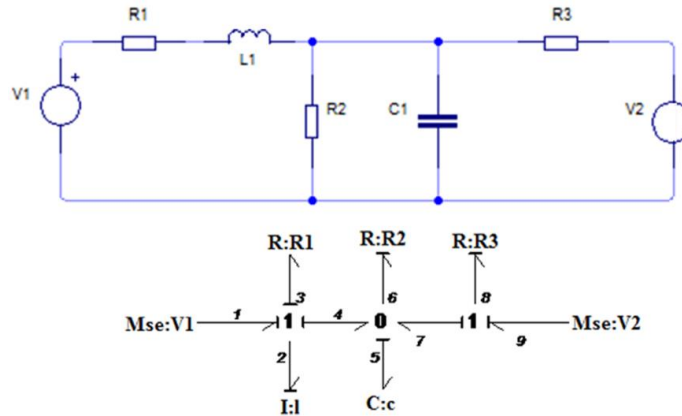 R1
L1
R3
V1
+
R2
C1
V2
R:R1
R:R2
R:R3
3
6
8
Mse:V1
1
1
4
0
7
1
9
Mse:V2
2
5
I:l
C:c